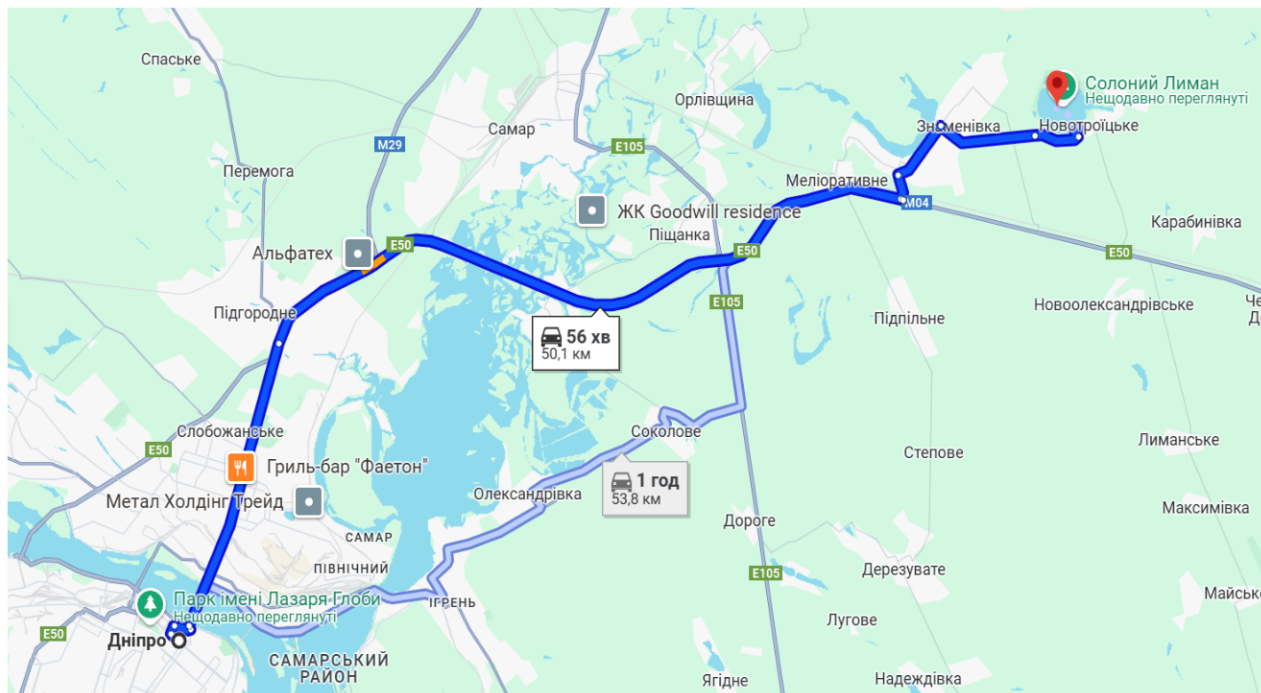 Спаське
Солоний Лиман
Нещодавно переглянуті
Орлівщина
Самар
Знаменівка
Новотроїцьке
M29
E105
Перемога
Меліоративне
M04
ЖК Goodwill residence
Карабинівка
Піщанка
E50
Альфатех
E50
E50
E105
Новоолександрівське
Підгородне
Підпільне
56 хв
50,1 км
Слобожанське
Соколове
E50
Лиманське
Степове
Гриль-бар "Фаетон"
1 год
53,8 км
Олександрівка
Метал Холдінг Трейд
Максимівка
Дороге
САМАР
ПІВНІЧНИЙ
E105
Дерезувате
Парк імені Лазаря Глоби
Нещодавно переглянуті
ІГРЕНЬ
Лугове
E50
Дніпро
САМАРСЬКИЙ
РАЙОН
Ягідне
Надеждівка